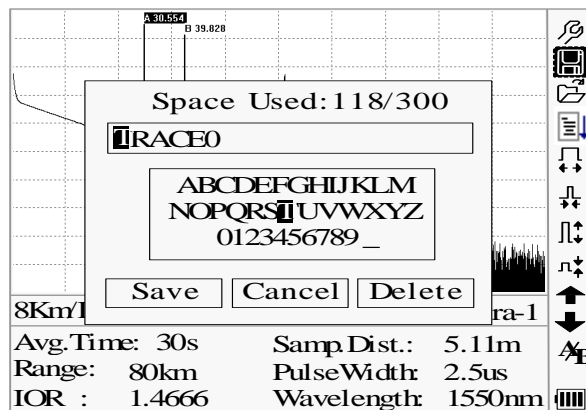 A 30.554
B 39.828
Space Used:118/300
TRACE0
ABCDEFGHIJKLM
NOPQRSTUVWXYZ
0123456789_
Save Cancel Delete
8Km/ ra-1
Avg.Time: 30s Samp.Dist.: 5.11m
Range: 80km PulseWidth: 2.5us
IOR : 1.4666 Wavelength: 1550nm
A/B